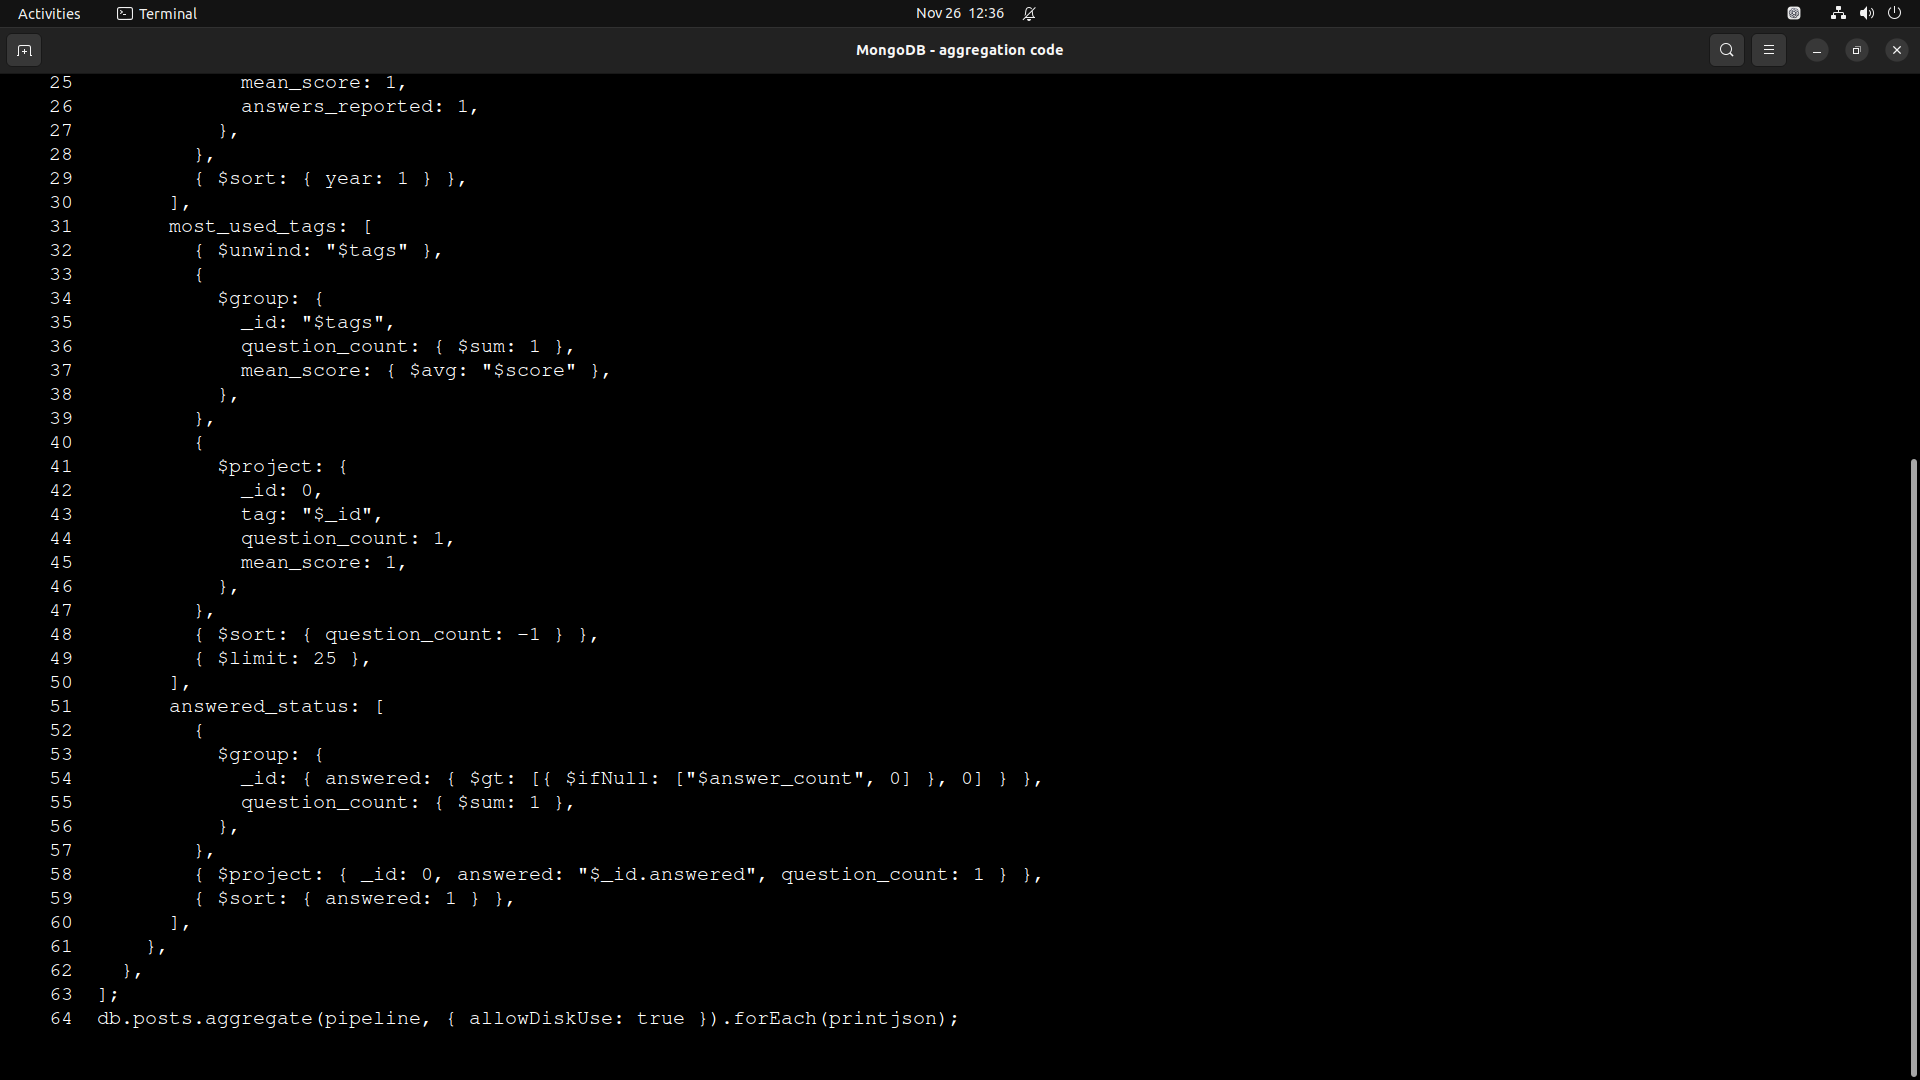 Activities
Terminal
Nov 26 12:36
MongoDB - aggregation code
25 mean_score: 1,
26 answers_reported: 1,
27 },
28 },
29 { $sort: { year: 1 } },
30 ],
31 most_used_tags: [
32 { $unwind: "$tags" },
33 {
34 $group: {
35 _id: "$tags",
36 question_count: { $sum: 1 },
37 mean_score: { $avg: "$score" },
38 },
39 },
40 {
41 $project: {
42 _id: 0,
43 tag: "$_id",
44 question_count: 1,
45 mean_score: 1,
46 },
47 },
48 { $sort: { question_count: -1 } },
49 { $limit: 25 },
50 ],
51 answered_status: [
52 {
53 $group: {
54 _id: { answered: { $gt: [{ $ifNull: ["$answer_count", 0] }, 0] } },
55 question_count: { $sum: 1 },
56 },
57 },
58 { $project: { _id: 0, answered: "$_id.answered", question_count: 1 } },
59 { $sort: { answered: 1 } },
60 ],
61 },
62 },
63 ];
64 db.posts.aggregate(pipeline, { allowDiskUse: true }).forEach(printjson);